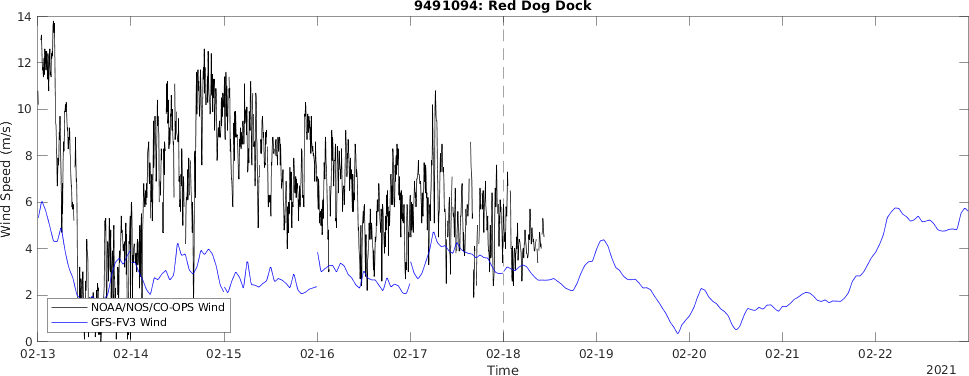 9491094: Red Dog Dock
Wind Speed (m/s)
14
12
10
8
6
4
2
0
NOAA/NOS/CO-OPS Wind
GFS-FV3 Wind
02-13 02-14 02-15 02-16 02-17 02-18 02-19 02-20 02-21 02-22
Time
2021